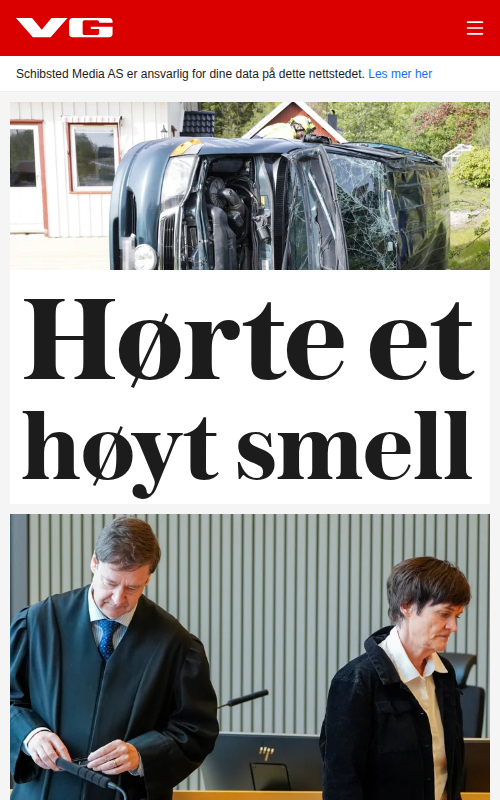 VG
Schibsted Media AS er ansvarlig for dine data på dette nettstedet. Les mer her
Hørte et
høyt smell